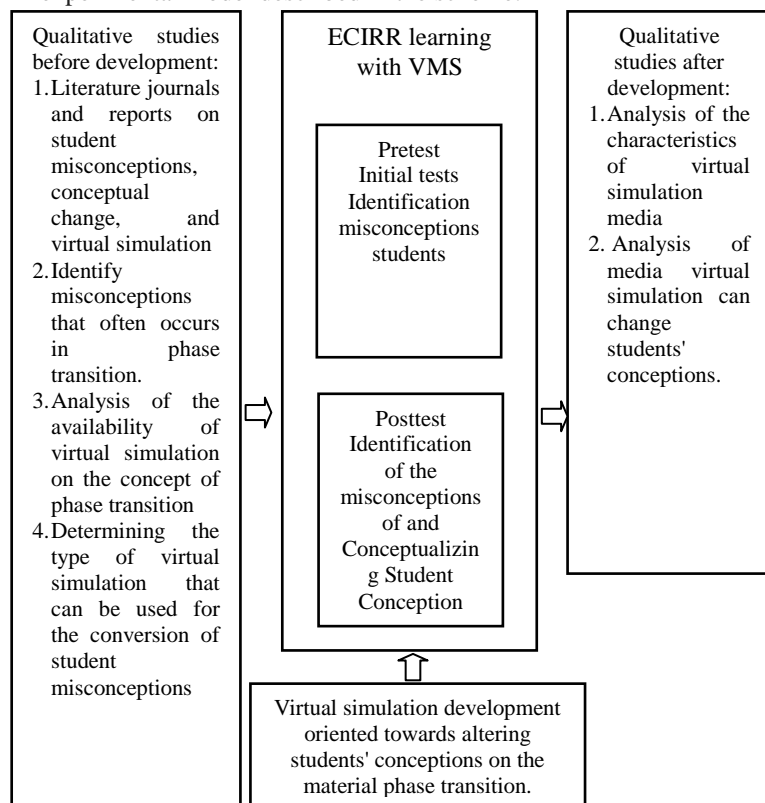 Qualitative studies
before development:
1. Literature journals
and reports on
student
misconceptions,
conceptual
change, and
virtual simulation
2. Identify
misconceptions
that often occurs
in phase
transition.
3. Analysis of the
availability of
virtual simulation
on the concept of
phase transition
4. Determining the
type of virtual
simulation that
can be used for
the conversion of
student
misconceptions
ECIRR learning
with VMS
Pretest
Initial tests
Identification
misconceptions
students
Posttest
Identification
of the
misconceptions
of and
Conceptualizin
g Student
Conception
Virtual simulation development
oriented towards altering
students' conceptions on the
material phase transition.
Qualitative
studies after
development:
1. Analysis of the
characteristics
of virtual
simulation
media
2. Analysis of
media virtual
simulation can
change
students'
conceptions.